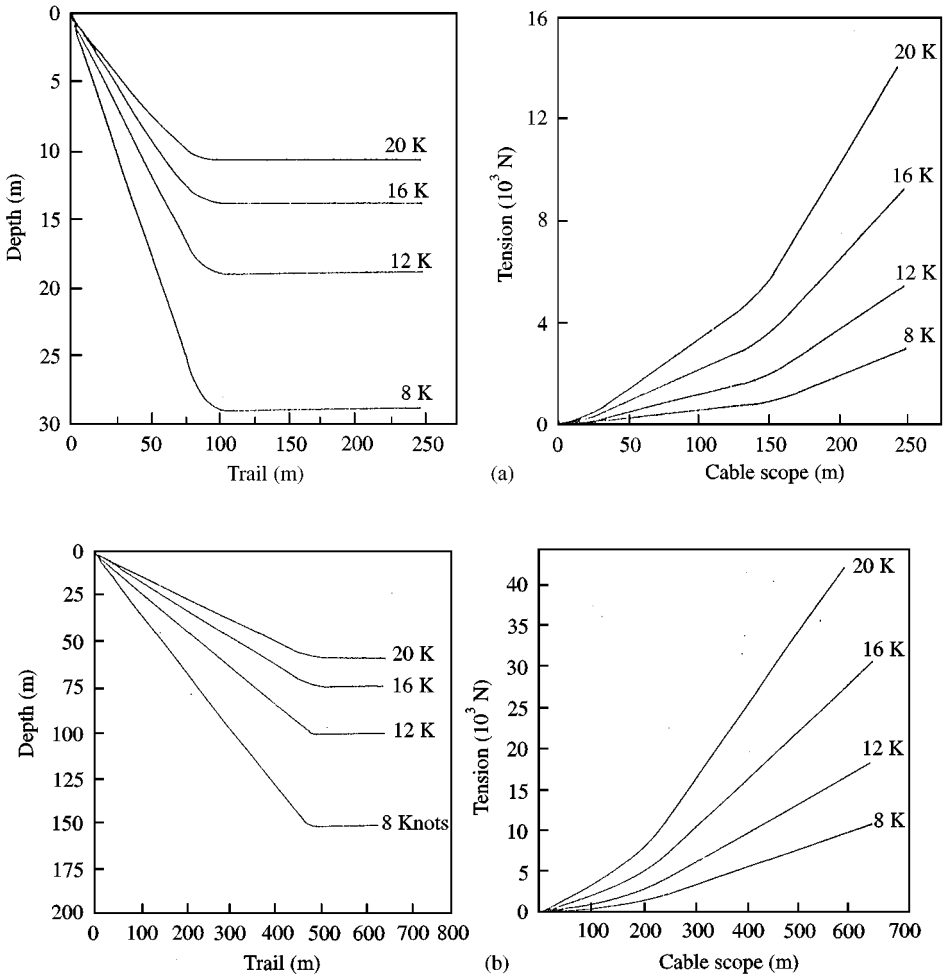 0
5
10
15
20
25
30
Depth (m)
20 K
16 K
12 K
8 K
0 50 100 150 200 250
Trail (m)
16
12
8
4
0
Tension (10³ N)
20 K
16 K
12 K
8 K
0 50 100 150 200 250
Cable scope (m)
(a)
0
25
50
75
100
125
150
175
200
Depth (m)
20 K
16 K
12 K
8 Knots
0 100 200 300 400 500 600 700 800
Trail (m)
40
35
30
25
20
15
10
5
0
Tension (10³ N)
20 K
16 K
12 K
8 K
100 200 300 400 500 600 700
Cable scope (m)
(b)